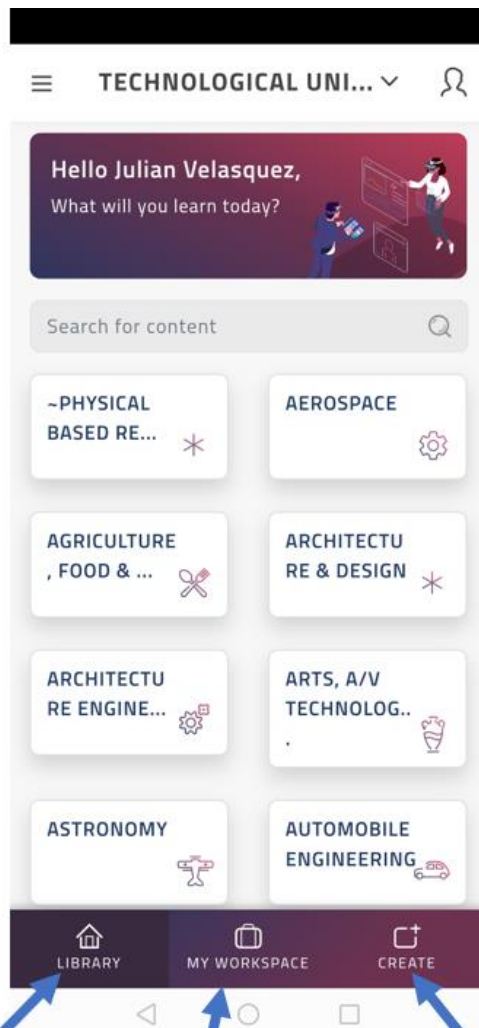 TECHNOLOGICAL UNI...
Hello Julian Velasquez,
What will you learn today?
Search for content
~PHYSICAL
BASED RE...
AEROSPACE
AGRICULTURE
, FOOD & ...
ARCHITECTU
RE & DESIGN
ARCHITECTU
RE ENGINE...
ARTS, A/V
TECHNOLOG..
.
ASTRONOMY
AUTOMOBILE
ENGINEERING
LIBRARY
MY WORKSPACE
CREATE